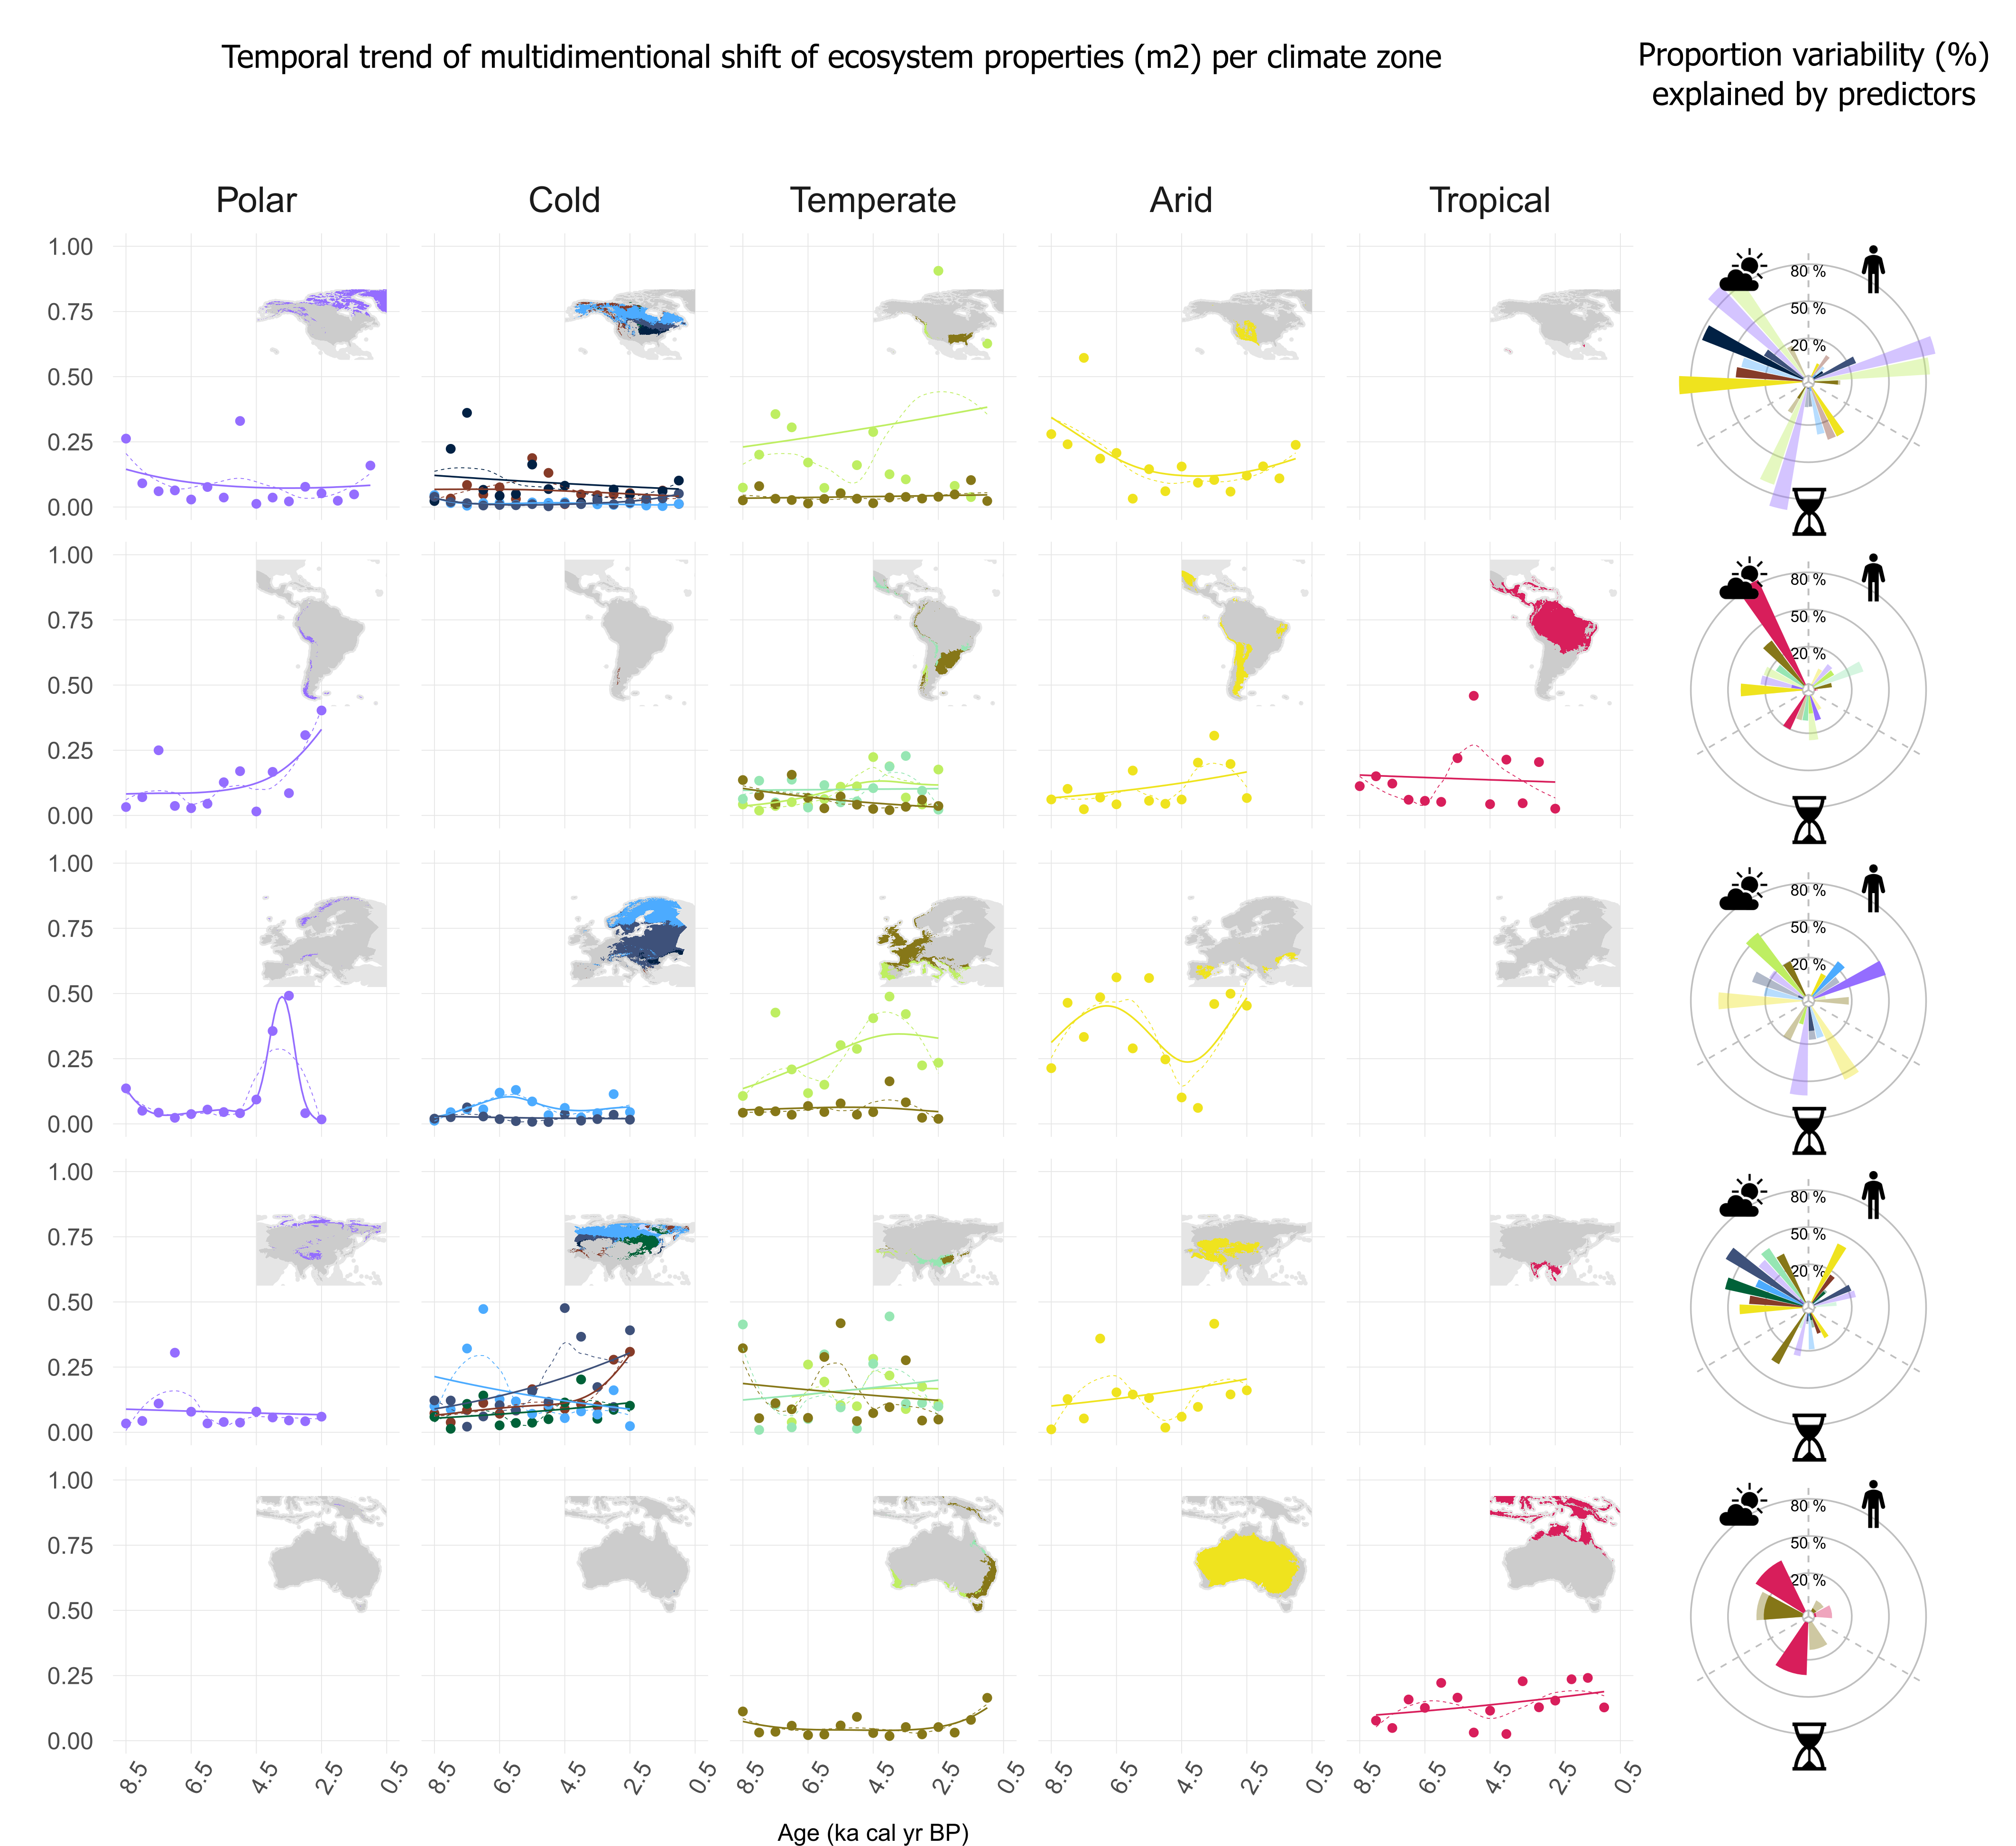 Temporal trend of multidimentional shift of ecosystem properties (m2) per climate zone
Proportion variability (%)
explained by predictors
Polar
Cold
Temperate
Arid
Tropical
1.00
0.75
0.50
0.25
0.00
80 %
50 %
20 %
1.00
0.75
0.50
0.25
0.00
80 %
50 %
20 %
1.00
0.75
0.50
0.25
0.00
80 %
50 %
20 %
1.00
0.75
0.50
0.25
0.00
80 %
50 %
20 %
1.00
0.75
0.50
0.25
0.00
80 %
50 %
20 %
8.5 6.5 4.5 2.5 0.5
8.5 6.5 4.5 2.5 0.5
8.5 6.5 4.5 2.5 0.5
8.5 6.5 4.5 2.5 0.5
8.5 6.5 4.5 2.5 0.5
Age (ka cal yr BP)